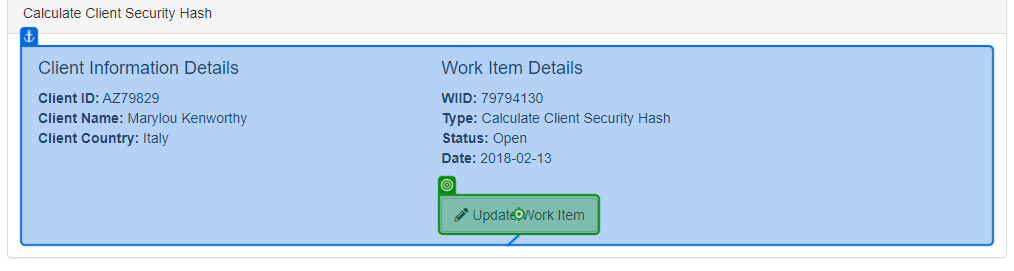 Calculate Client Security Hash
Client Information Details
Client ID: AZ79829
Client Name: Marylou Kenworthy
Client Country: Italy
Work Item Details
WIID: 79794130
Type: Calculate Client Security Hash
Status: Open
Date: 2018-02-13
Update Work Item